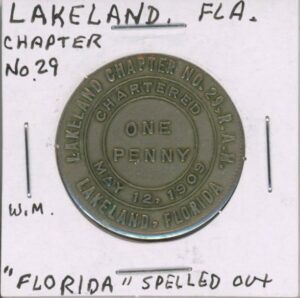 LAKELAND, FLA.
CHAPTER
No. 29
LAKELAND CHAPTER NO. 29, R.A.M.
CHARTERED
ONE
PENNY
MAY 12, 1909
LAKELAND, FLORIDA
W.M.
"FLORIDA" SPELLED OUT